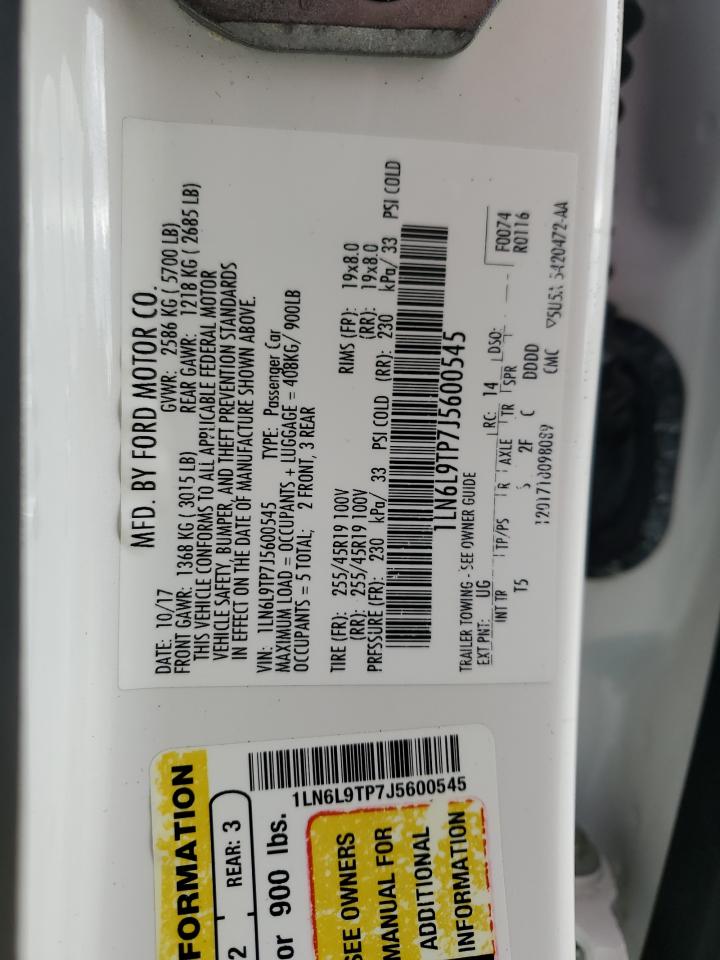 MFD. BY FORD MOTOR CO.
DATE: 10/17 GVWR: 2586 KG ( 5700 LB)
FRONT GAWR: 1368 KG ( 3015 LB) REAR GAWR: 1218 KG ( 2685 LB)
THIS VEHICLE CONFORMS TO ALL APPLICABLE FEDERAL MOTOR
VEHICLE SAFETY, BUMPER, AND THEFT PREVENTION STANDARDS
IN EFFECT ON THE DATE OF MANUFACTURE SHOWN ABOVE.
VIN: 1LN6L9TP7J5600545 TYPE: Passenger Car
MAXIMUM LOAD = OCCUPANTS + LUGGAGE = 408KG/ 900LB
OCCUPANTS = 5 TOTAL; 2 FRONT, 3 REAR
TIRE (FR): 255/45R19 100V RIMS (FR): 19x8.0
(RR): 255/45R19 100V (RR): 19x8.0
PRESSURE (FR): 230 kPa/ 33 PSI COLD (RR): 230 kPa/ 33 PSI COLD
1LN6L9TP7J5600545
TRAILER TOWING - SEE OWNER GUIDE
EXT PNT: UG RC: 14 DSO: F0074
R0116
INT TR TP/PS R AXLE TR SPR
T5 S 2F C DDDD
CMC
1LN6L9TP7J5600545
FORMATION
2 REAR: 3
or 900 lbs.
SEE OWNERS
MANUAL FOR
ADDITIONAL
INFORMATION